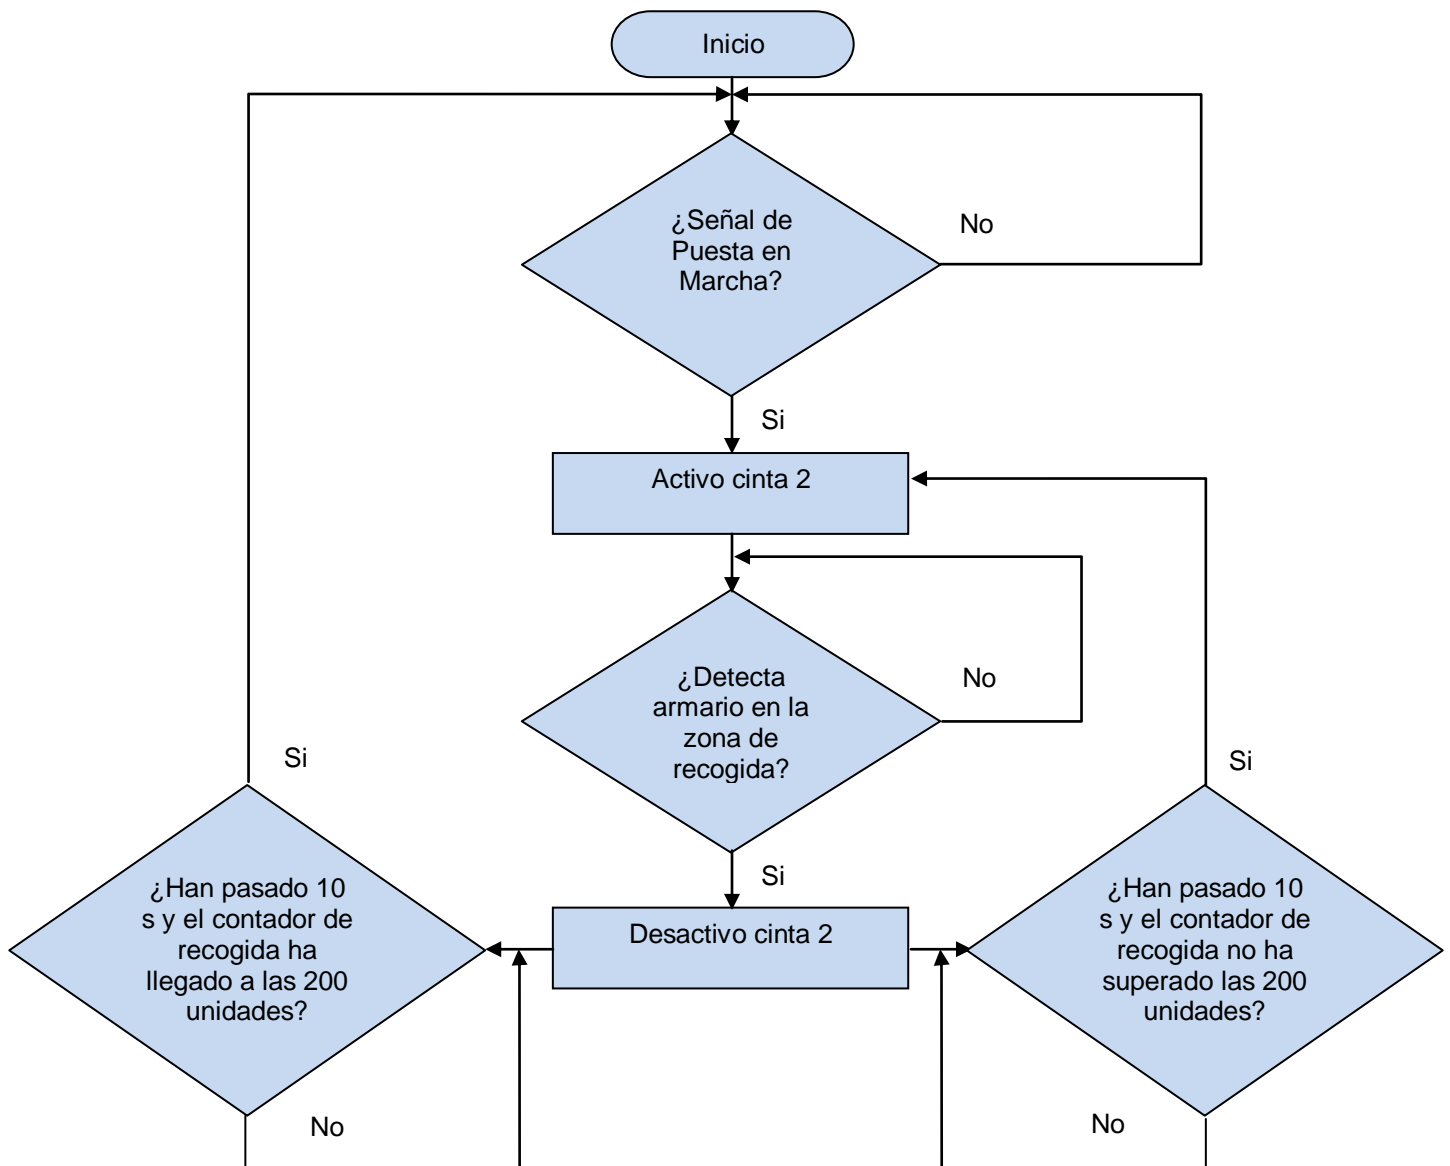 Inicio
¿Señal de
Puesta en
Marcha?
No
Si
Activo cinta 2
¿Detecta
armario en la
zona de
recogida?
No
Si
Si
Si
¿Han pasado 10
s y el contador de
recogida ha
llegado a las 200
unidades?
Desactivo cinta 2
¿Han pasado 10
s y el contador de
recogida no ha
superado las 200
unidades?
No
No